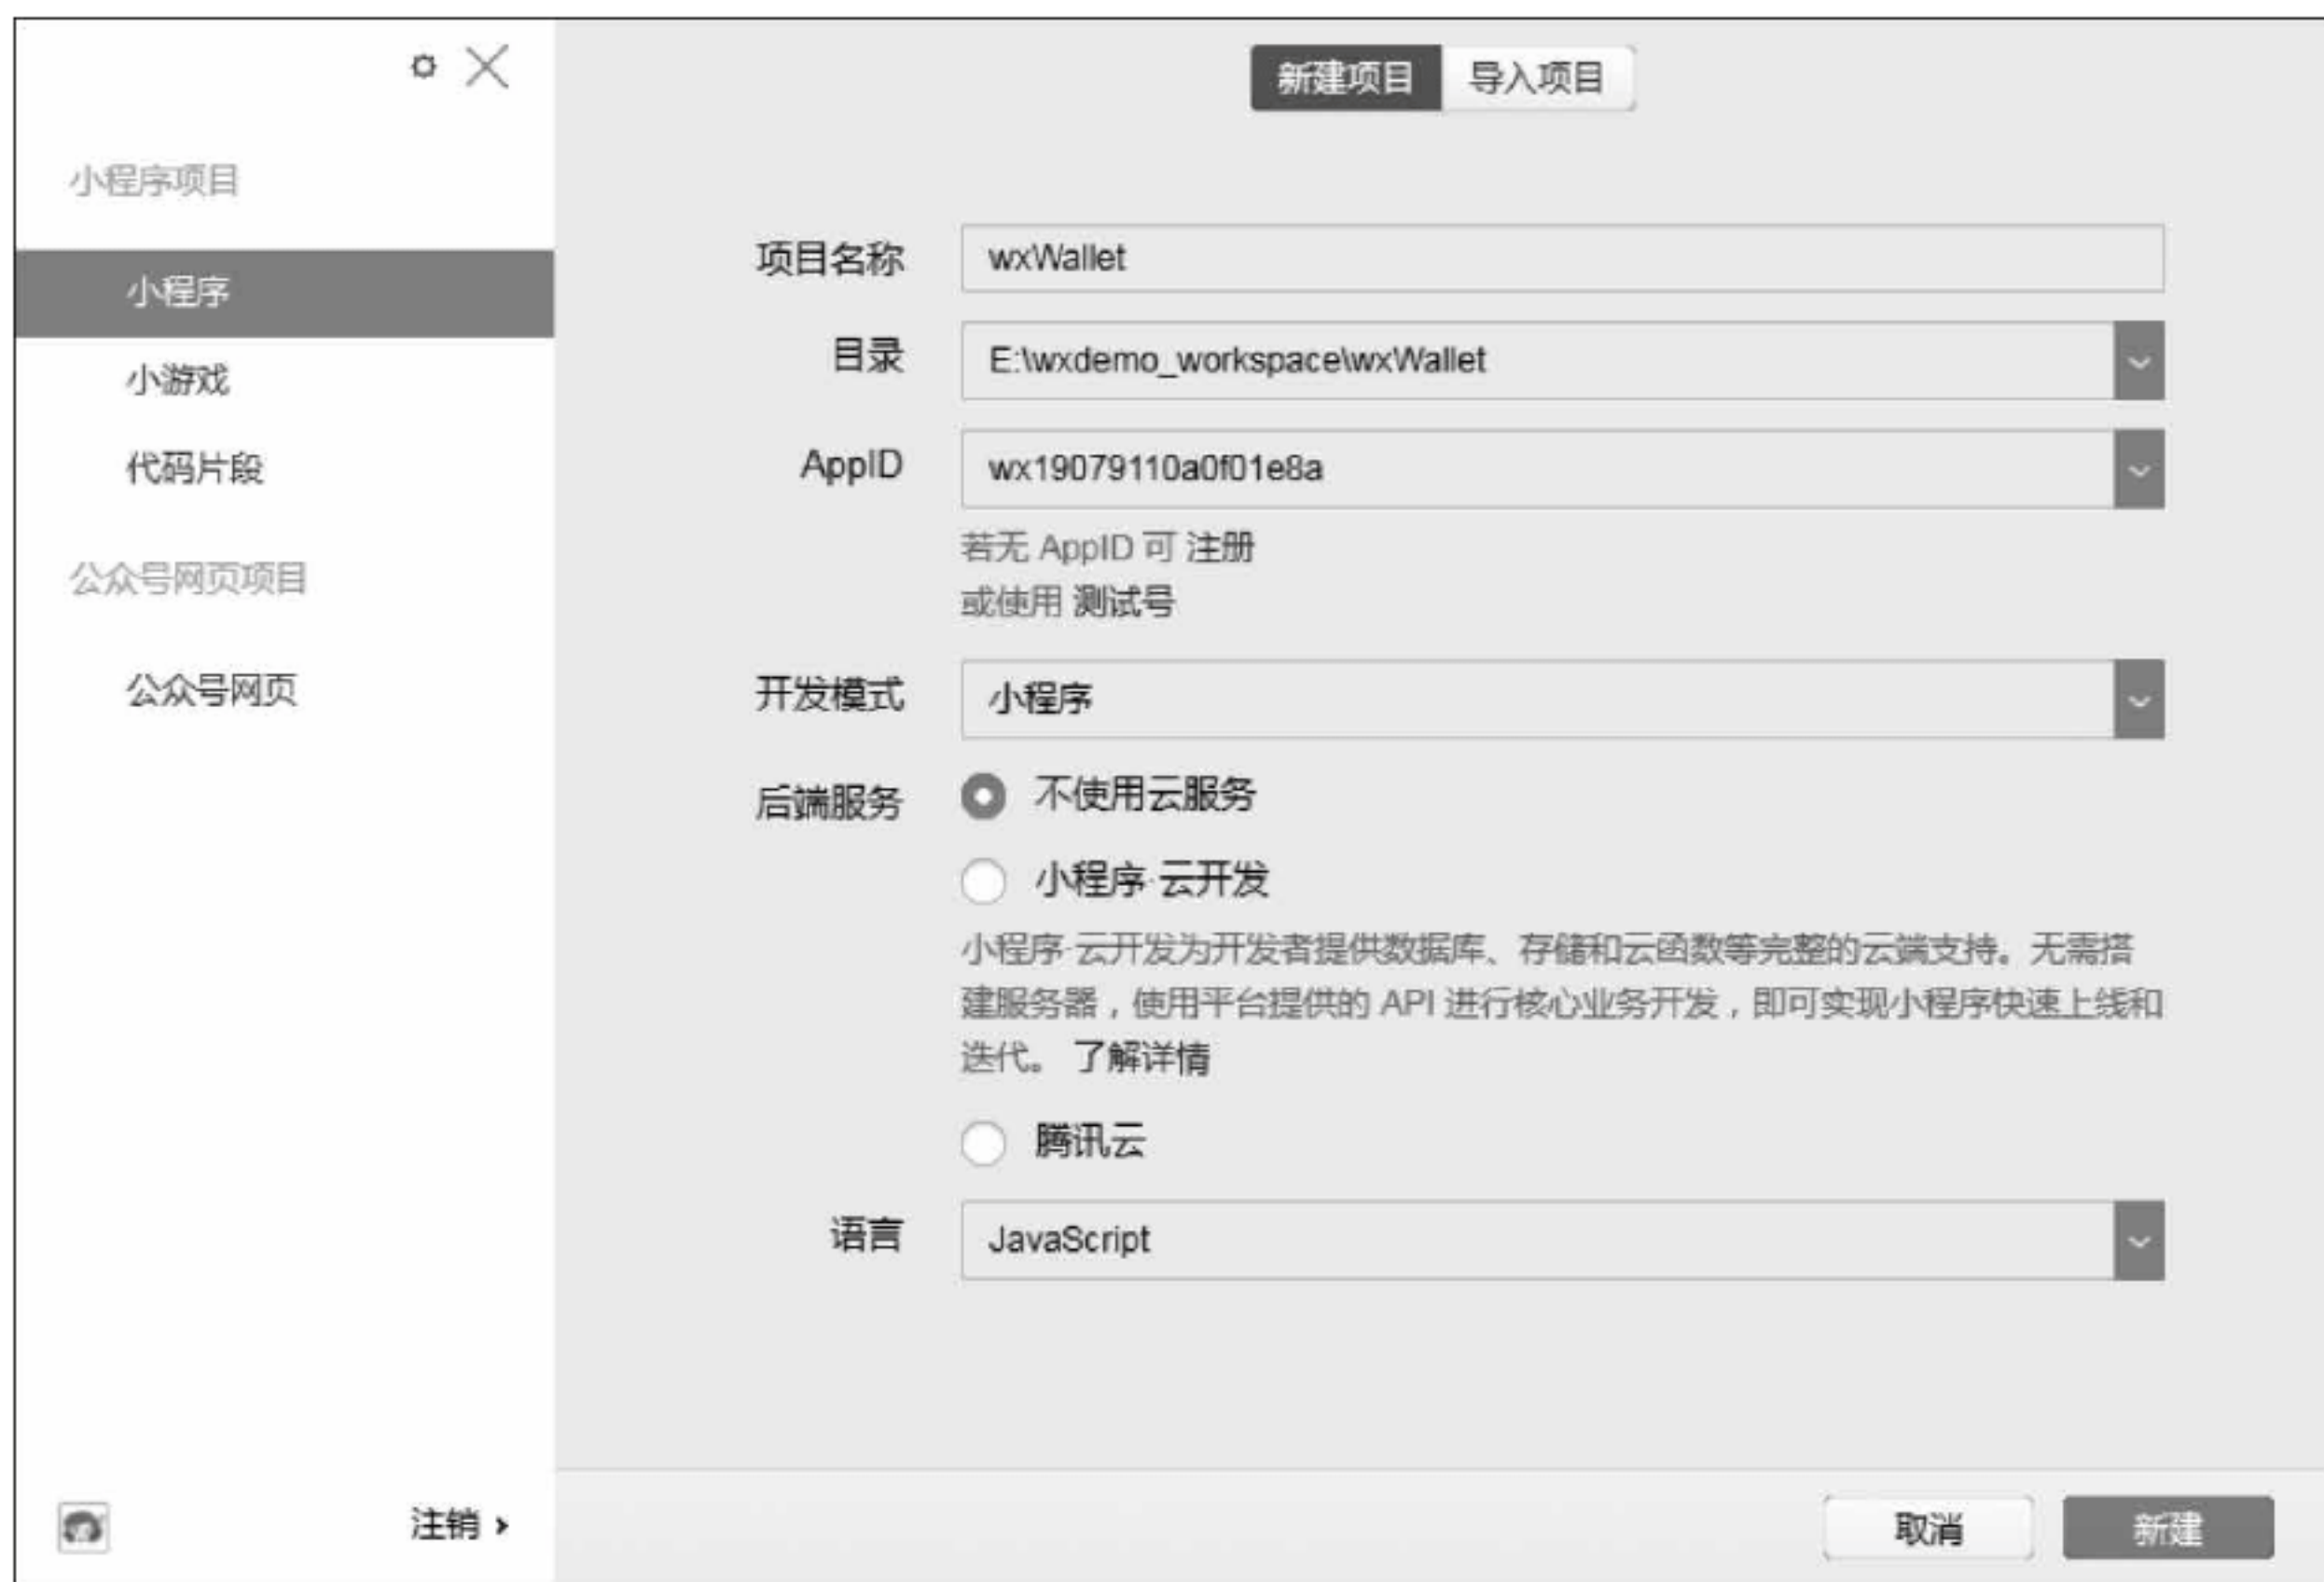 新建项目 导入项目
小程序项目
小程序
小游戏
代码片段
公众号网页项目
公众号网页
注销
项目名称 wxWallet
目录 E:\wxdemo_workspace\wxWallet
AppID wx19079110a0f01e8a
若无 AppID 可 注册
或使用 测试号
开发模式 小程序
后端服务 不使用云服务
小程序·云开发
小程序·云开发为开发者提供数据库、存储和云函数等完整的云端支持。无需搭
建服务器，使用平台提供的 API 进行核心业务开发，即可实现小程序快速上线和
迭代。 了解详情
腾讯云
语言 JavaScript
取消 新建